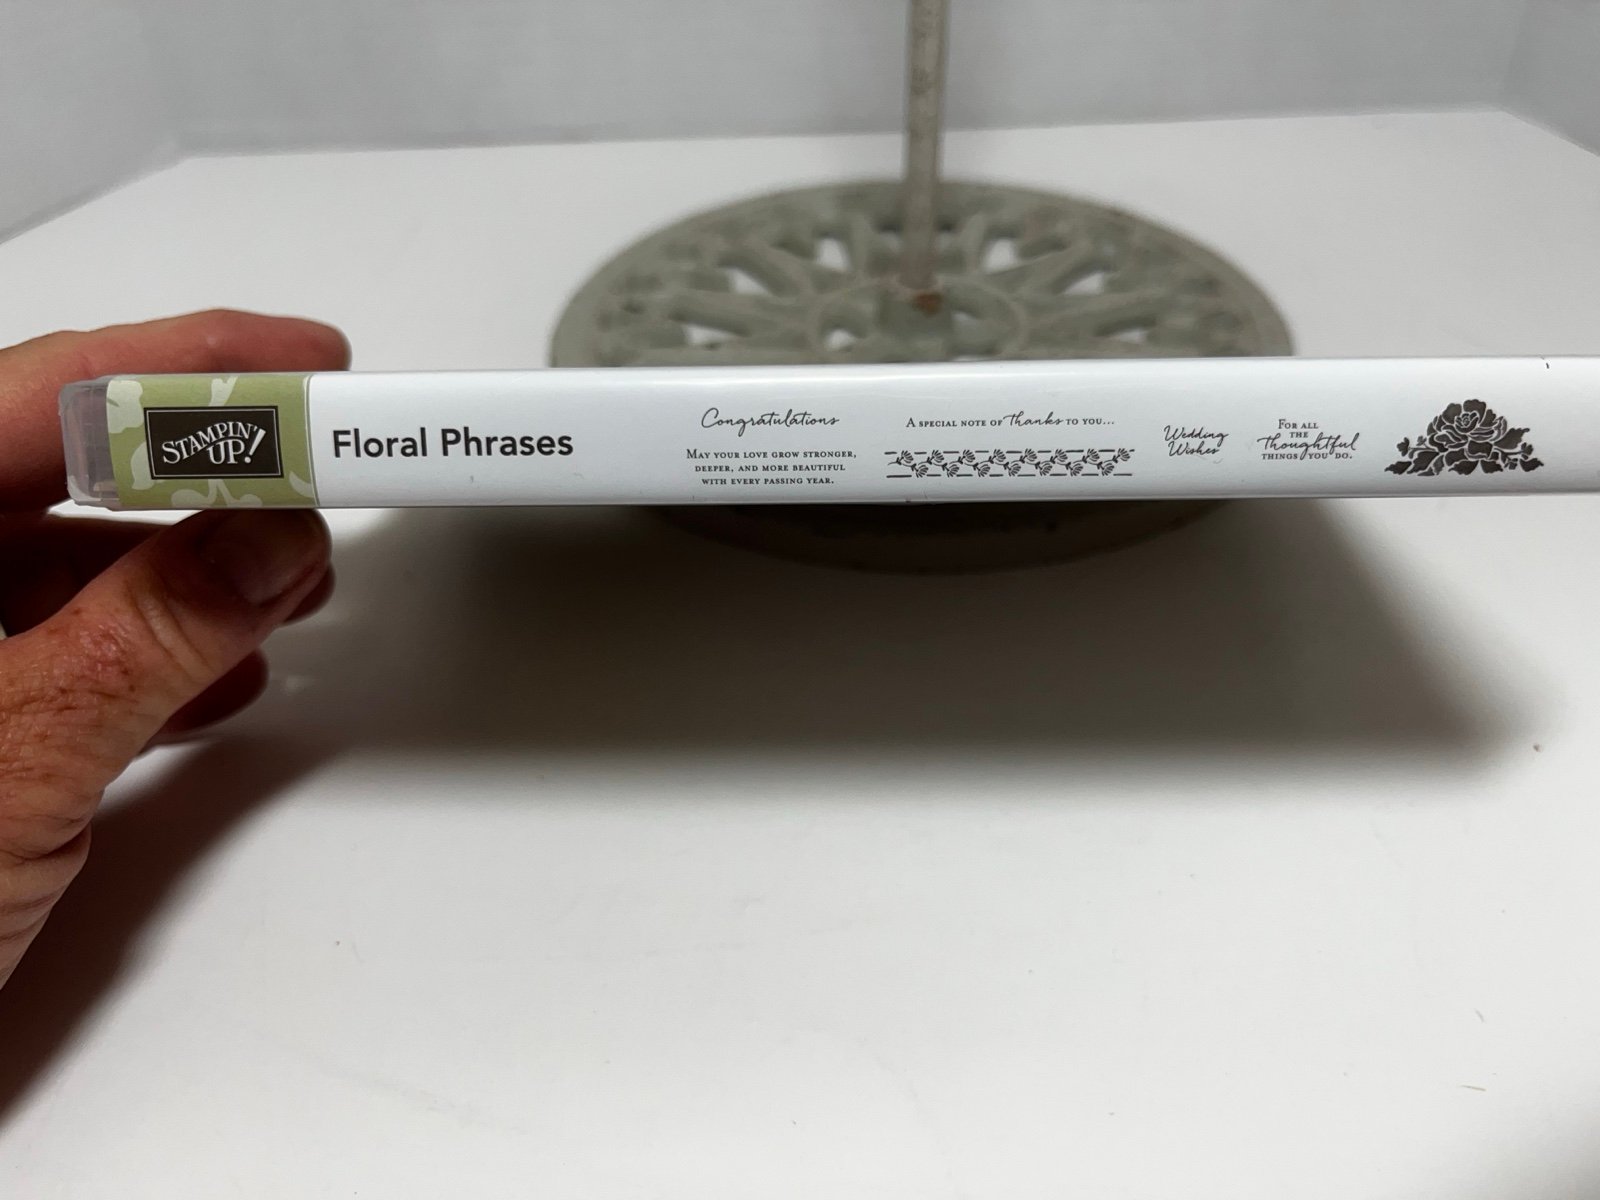 STAMPIN'
UP!
Floral Phrases
Congratulations
MAY YOUR LOVE GROW STRONGER,
DEEPER, AND MORE BEAUTIFUL
WITH EVERY PASSING YEAR.
A SPECIAL NOTE OF Thanks TO YOU...
Wedding
Wishes
FOR ALL
THE
Thoughtful
THINGS YOU DO.